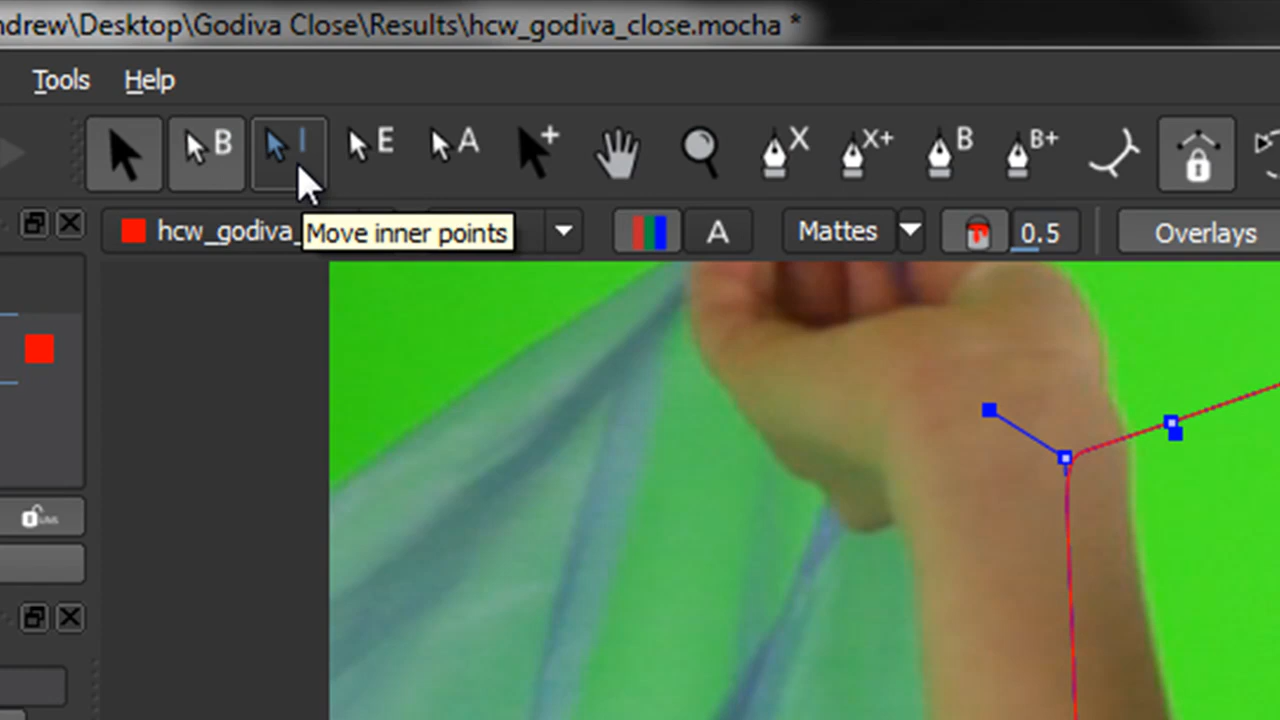 ndrew\Desktop\Godiva Close\Results\hcw_godiva_close.mocha *
Tools Help
B I E A X X+ B B+
hcw_godiva_ A Mattes 0.5 Overlays
Move inner points